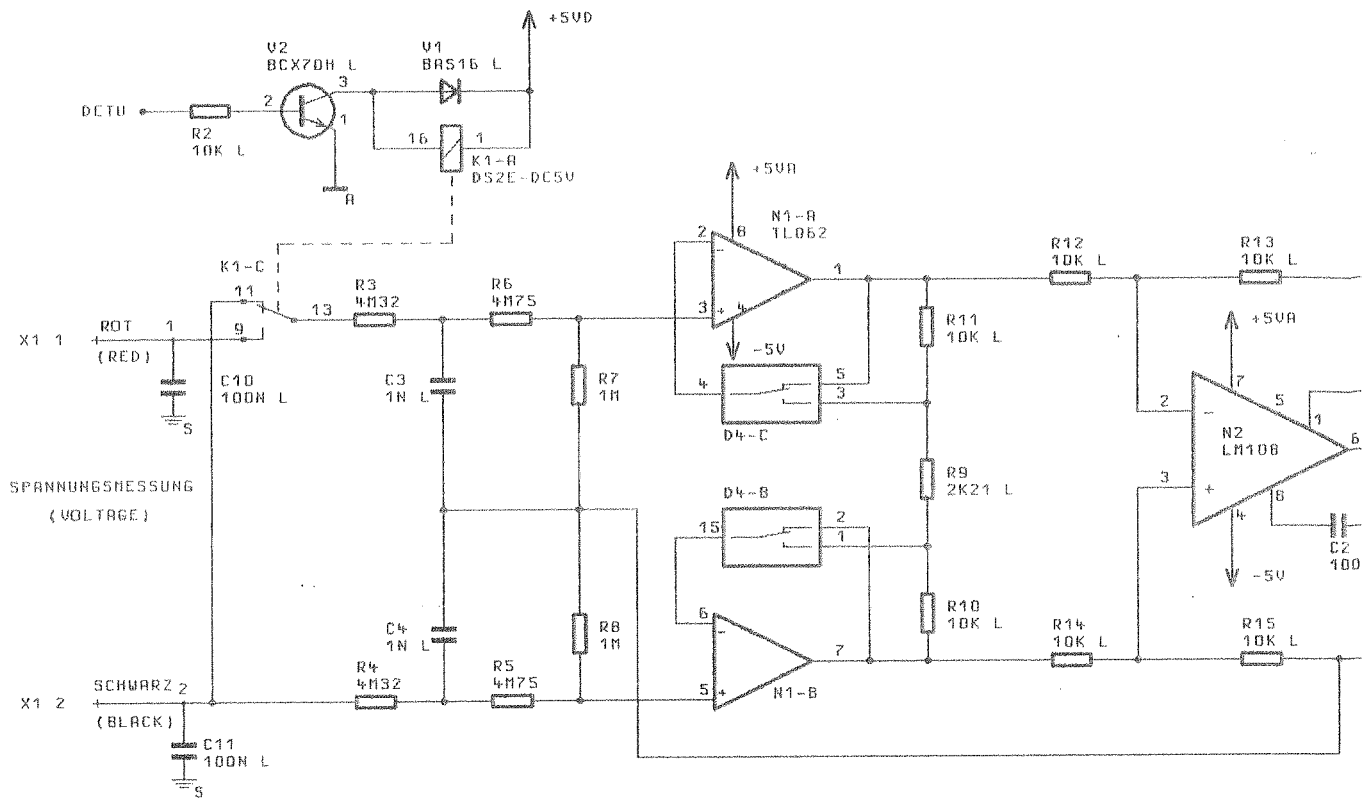 +5VD
V2
BCX70H L
V1
BAS16 L
3
2
1
DCTU
R2
10K L
16
1
K1-A
DS2E-DC5V
A
+5VA
N1-A
TL062
2
8
-
1
3
+
4
-5V
K1-C
11
13
9
R3
4M32
R6
4M75
R12
10K L
R13
10K L
X1 1
ROT
1
(RED)
C10
100N L
S
C3
1N L
R7
1M
R11
10K L
4
5
3
D4-C
+5VA
7
5
2
-
1
N2
LM108
6
3
+
8
4
-5V
C2
100
SPANNUNGSMESSUNG
(VOLTAGE)
R9
2K21 L
D4-B
15
2
1
C4
1N L
R8
1M
R10
10K L
6
-
7
5
+
N1-B
R14
10K L
R15
10K L
R4
4M32
R5
4M75
X1 2
SCHWARZ
2
(BLACK)
C11
100N L
S